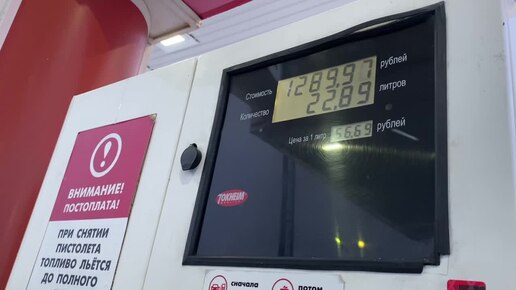 Стоимость 1289.97 рублей
Количество 22.89 литров
Цена за 1 литр 56.69 рублей
TOKHEIM
ВНИМАНИЕ!
ПОСТОПЛАТА!
ПРИ СНЯТИИ
ПИСТОЛЕТА
ТОПЛИВО ЛЬЁТСЯ
ДО ПОЛНОГО
сначала
потом